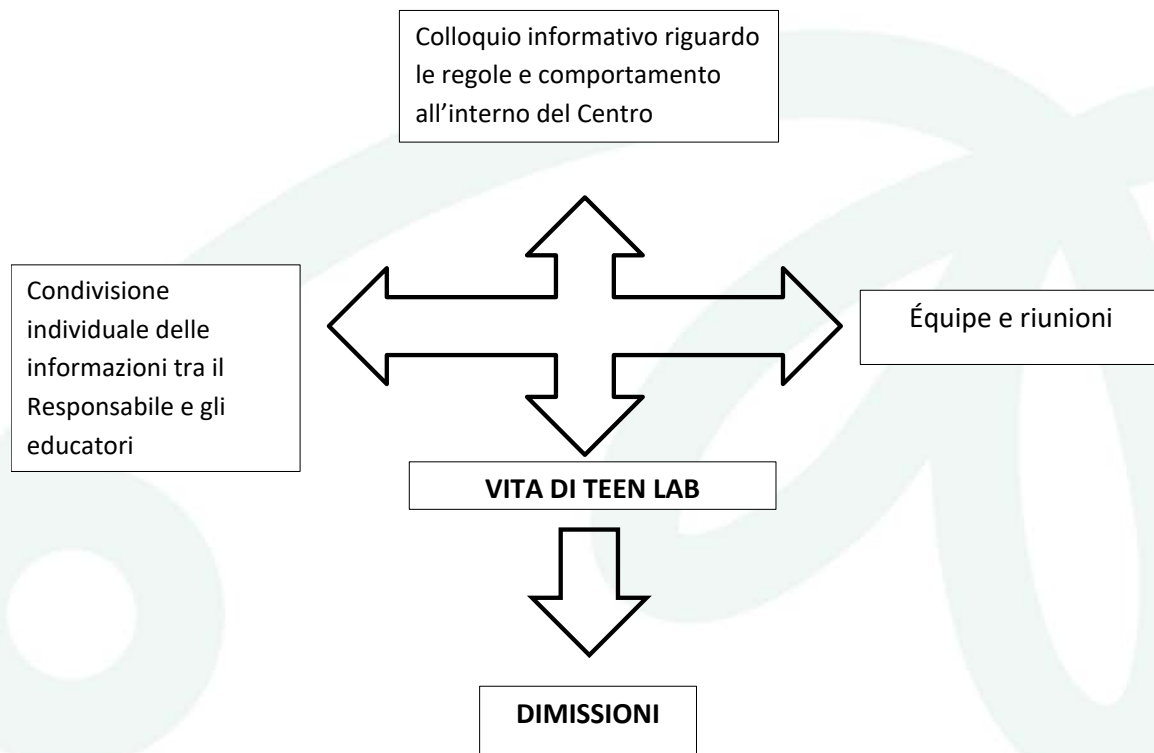 Colloquio informativo riguardo
le regole e comportamento
all’interno del Centro
Condivisione
individuale delle
informazioni tra il
Responsabile e gli
educatori
Équipe e riunioni
VITA DI TEEN LAB
DIMISSIONI